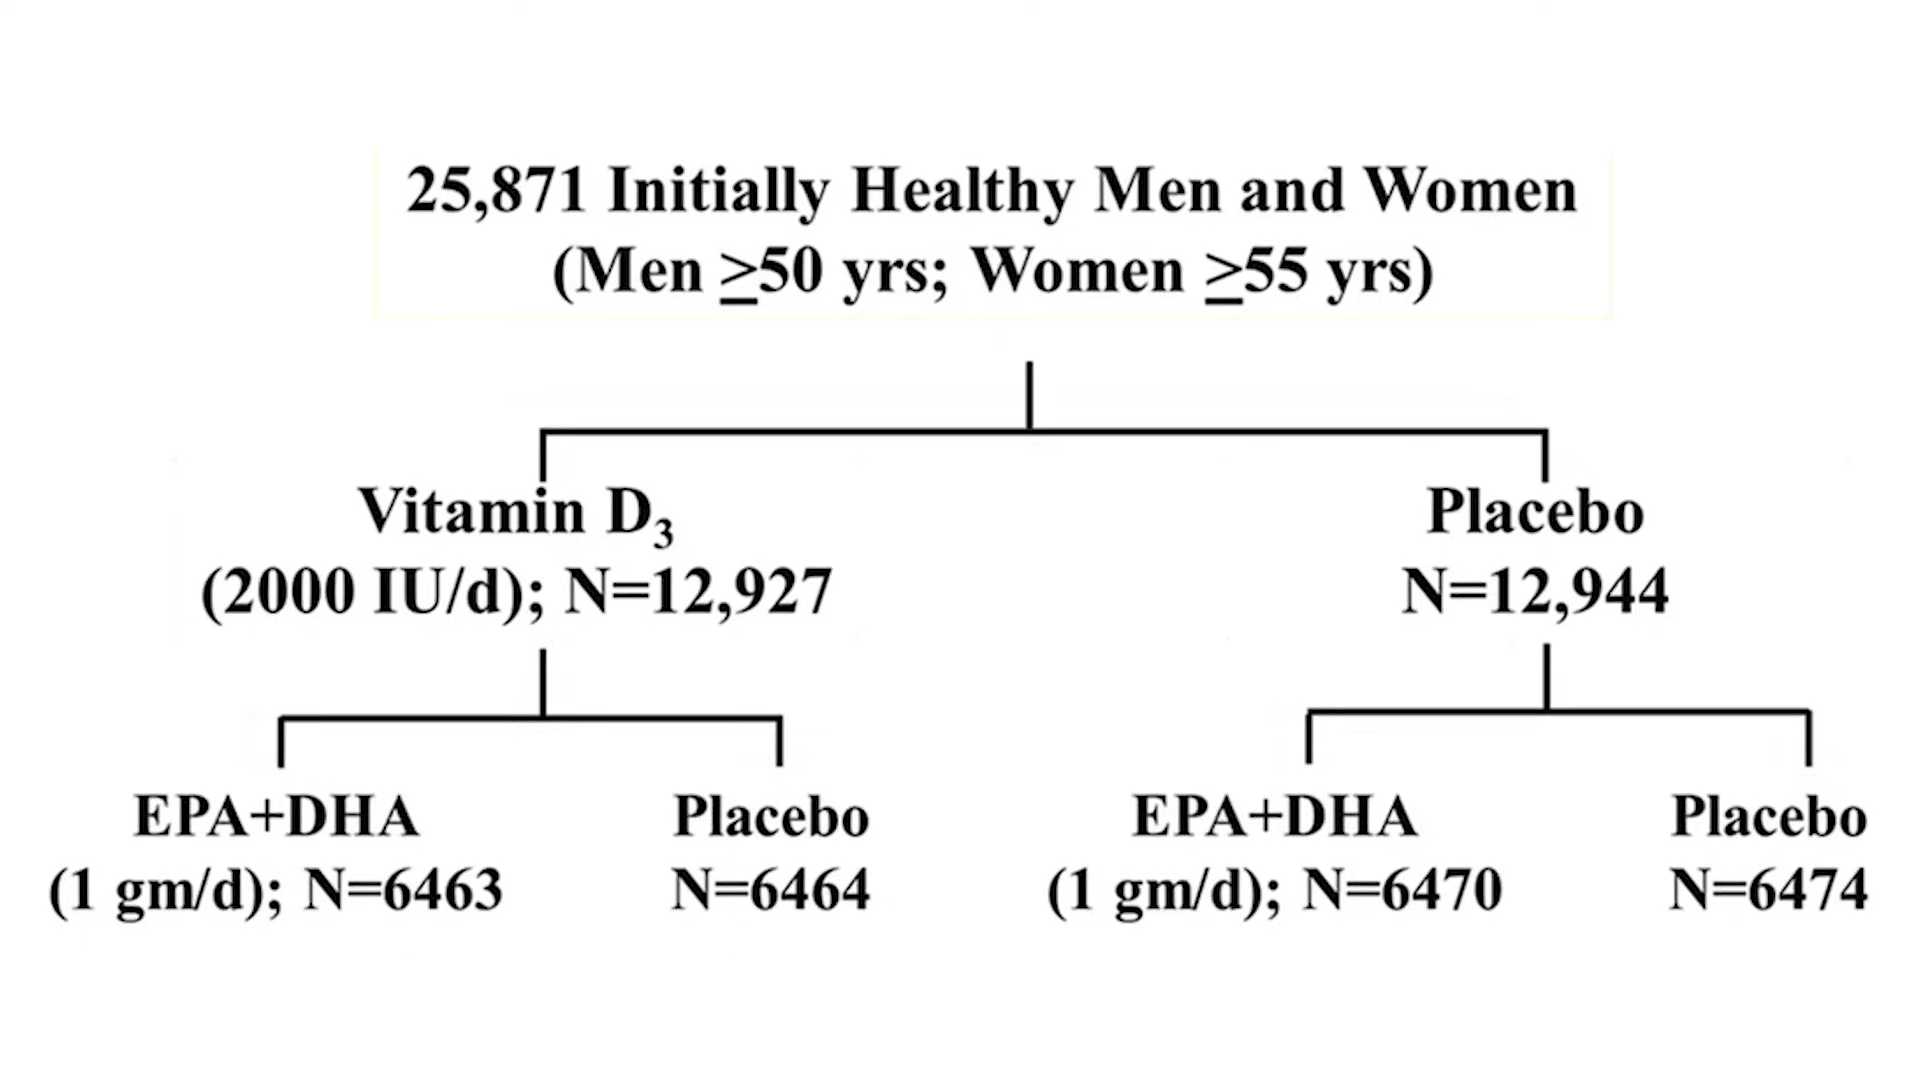 25,871 Initially Healthy Men and Women
(Men ≥50 yrs; Women ≥55 yrs)
Vitamin D₃
(2000 IU/d); N=12,927
Placebo
N=12,944
EPA+DHA
(1 gm/d); N=6463
Placebo
N=6464
EPA+DHA
(1 gm/d); N=6470
Placebo
N=6474